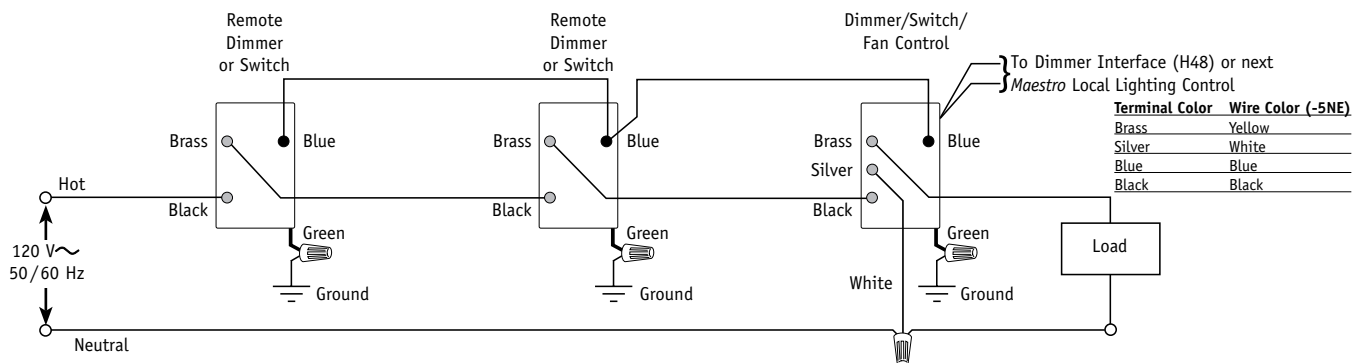 Remote
Dimmer
or Switch
Remote
Dimmer
or Switch
Dimmer/Switch/
Fan Control
To Dimmer Interface (H48) or next
Maestro Local Lighting Control
Terminal Color Wire Color (-5NE)
Brass Yellow
Silver White
Blue Blue
Black Black
Brass
Blue
Brass
Blue
Brass
Blue
Silver
Hot
Black
Black
Black
Green
Green
Green
Load
120 V
50/60 Hz
Ground
Ground
White
Ground
Neutral